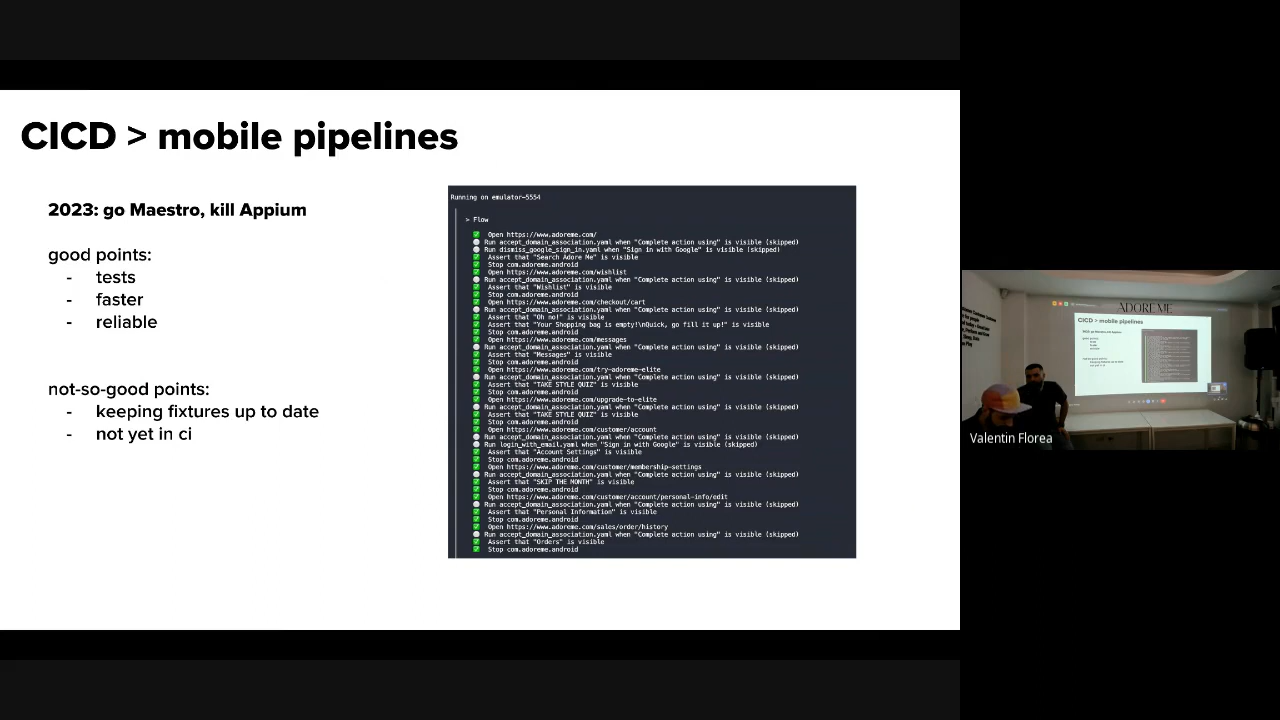 CICD > mobile pipelines
2023: go Maestro, kill Appium
good points:
- tests
- faster
- reliable
not-so-good points:
- keeping fixtures up to date
- not yet in ci
Running on emulator-5554
> Flow
Open https://www.adoreme.com/
Run accept_domain_association.yaml when "Complete action using" is visible (skipped)
Run dismiss_google_sign_in.yaml when "Sign in with Google" is visible (skipped)
Assert that "Search Adore Me" is visible
Stop com.adoreme.android
Open https://www.adoreme.com/wishlist
Run accept_domain_association.yaml when "Complete action using" is visible (skipped)
Assert that "Wishlist" is visible
Stop com.adoreme.android
Open https://www.adoreme.com/checkout/cart
Run accept_domain_association.yaml when "Complete action using" is visible (skipped)
Assert that "Oh no!" is visible
Assert that "Your Shopping bag is empty!\nQuick, go fill it up!" is visible
Stop com.adoreme.android
Open https://www.adoreme.com/messages
Run accept_domain_association.yaml when "Complete action using" is visible (skipped)
Assert that "Messages" is visible
Stop com.adoreme.android
Open https://www.adoreme.com/try-adoreme-elite
Run accept_domain_association.yaml when "Complete action using" is visible (skipped)
Assert that "TAKE STYLE QUIZ" is visible
Stop com.adoreme.android
Open https://www.adoreme.com/upgrade-to-elite
Run accept_domain_association.yaml when "Complete action using" is visible (skipped)
Assert that "TAKE STYLE QUIZ" is visible
Stop com.adoreme.android
Open https://www.adoreme.com/customer/account
Run accept_domain_association.yaml when "Complete action using" is visible (skipped)
Run login_with_email.yaml when "Sign in with Google" is visible (skipped)
Assert that "Account Settings" is visible
Stop com.adoreme.android
Open https://www.adoreme.com/customer/membership-settings
Run accept_domain_association.yaml when "Complete action using" is visible (skipped)
Assert that "SKIP THE MONTH" is visible
Stop com.adoreme.android
Open https://www.adoreme.com/customer/account/personal-info/edit
Run accept_domain_association.yaml when "Complete action using" is visible (skipped)
Assert that "Personal Information" is visible
Stop com.adoreme.android
Open https://www.adoreme.com/sales/order/history
Run accept_domain_association.yaml when "Complete action using" is visible (skipped)
Assert that "Orders" is visible
Stop com.adoreme.android
ADOREME
CICD > mobile pipelines
Valentin Florea